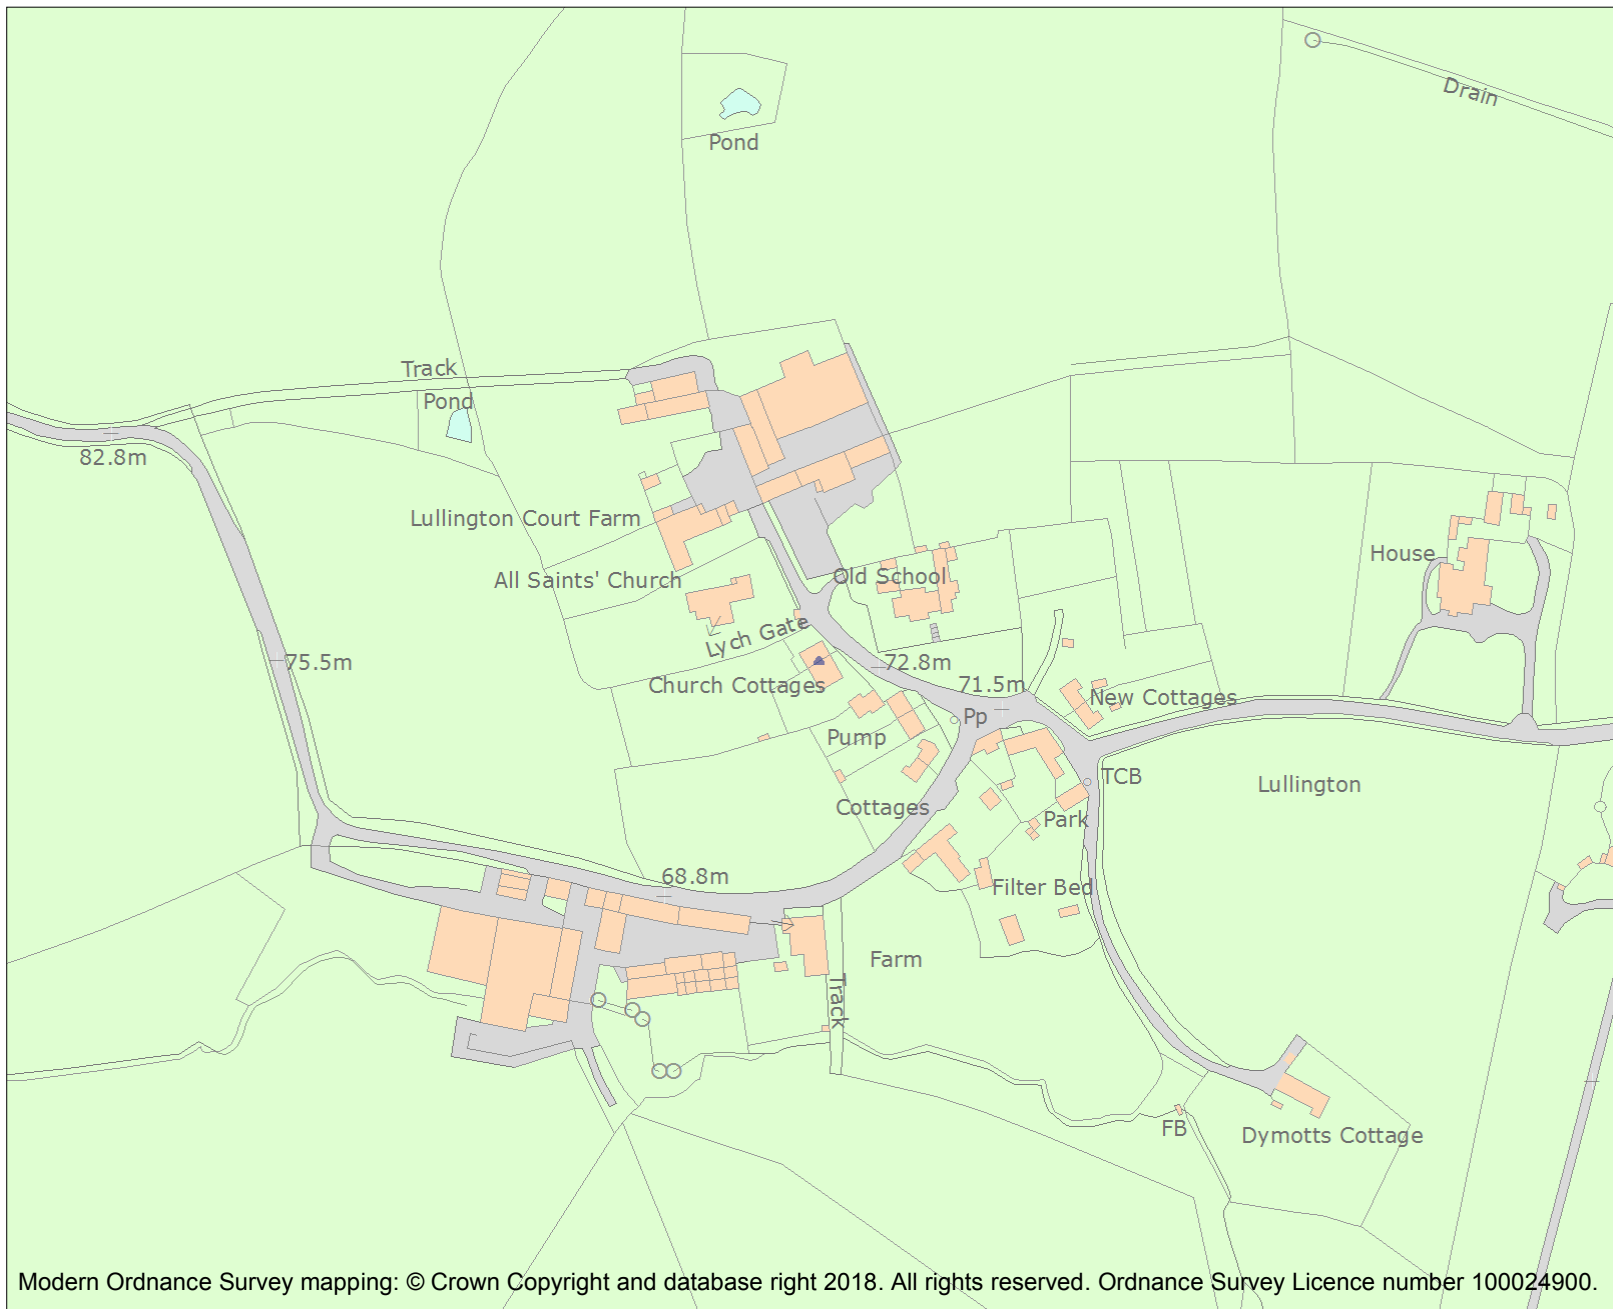 Drain
Pond
Track
Pond
82.8m
Lullington Court Farm
House
All Saints' Church
Old School
Lych Gate
75.5m
72.8m
Church Cottages
71.5m
New Cottages
Pp
Pump
TCB
Lullington
Cottages
Park
68.8m
Filter Bed
Farm
Track
FB
Dymotts Cottage
Modern Ordnance Survey mapping: © Crown Copyright and database right 2018. All rights reserved. Ordnance Survey Licence number 100024900.